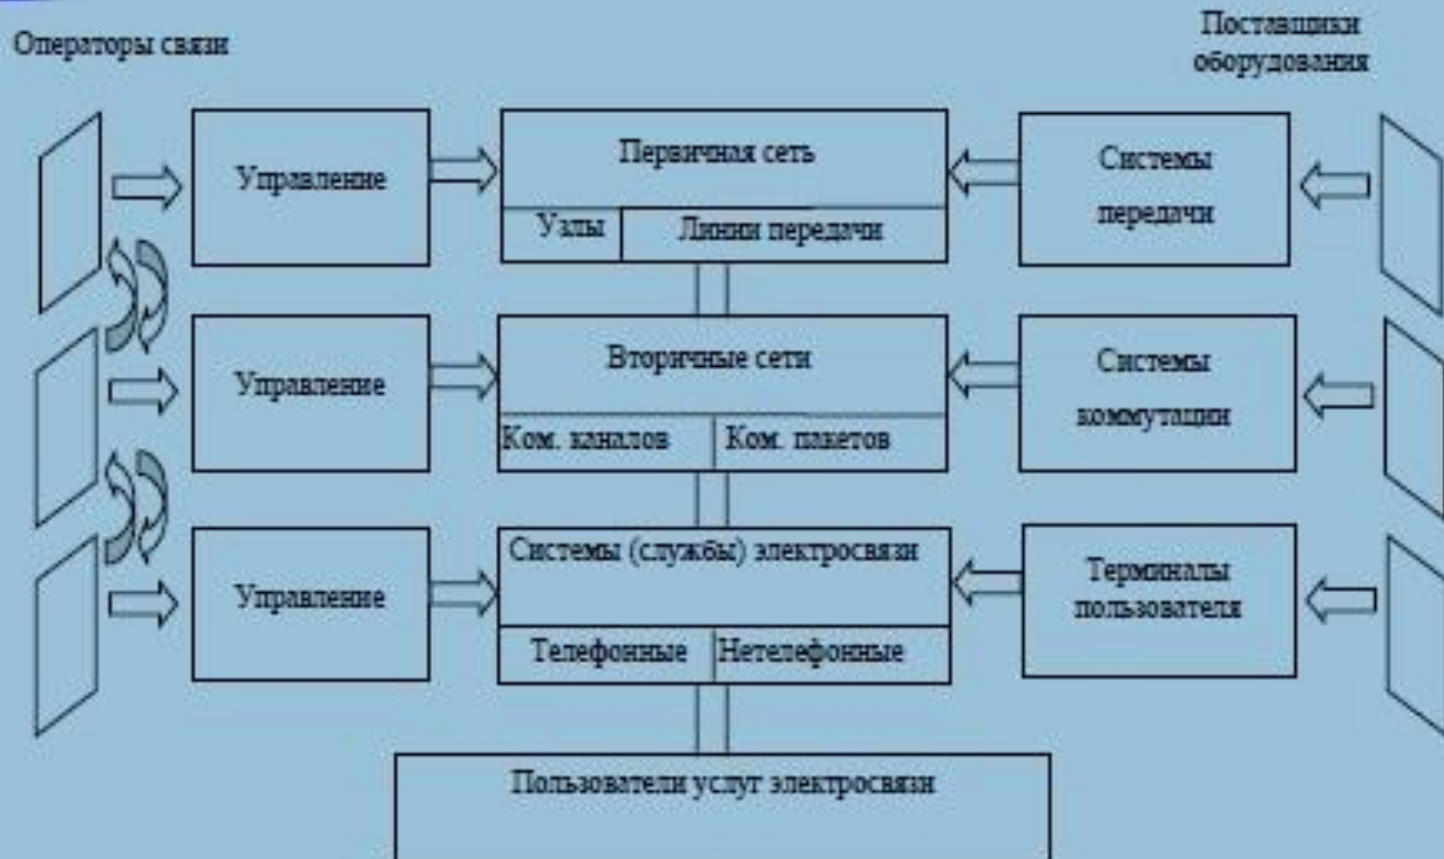 Операторы связи
Поставщики
оборудования
Управление
Первичная сеть
Узлы
Линии передачи
Системы
передачи
Управление
Вторичные сети
Ком. каналов
Ком. пакетов
Системы
коммутации
Управление
Системы (службы) электросвязи
Телефонные
Нетелефонные
Терминалы
пользователя
Пользователи услуг электросвязи